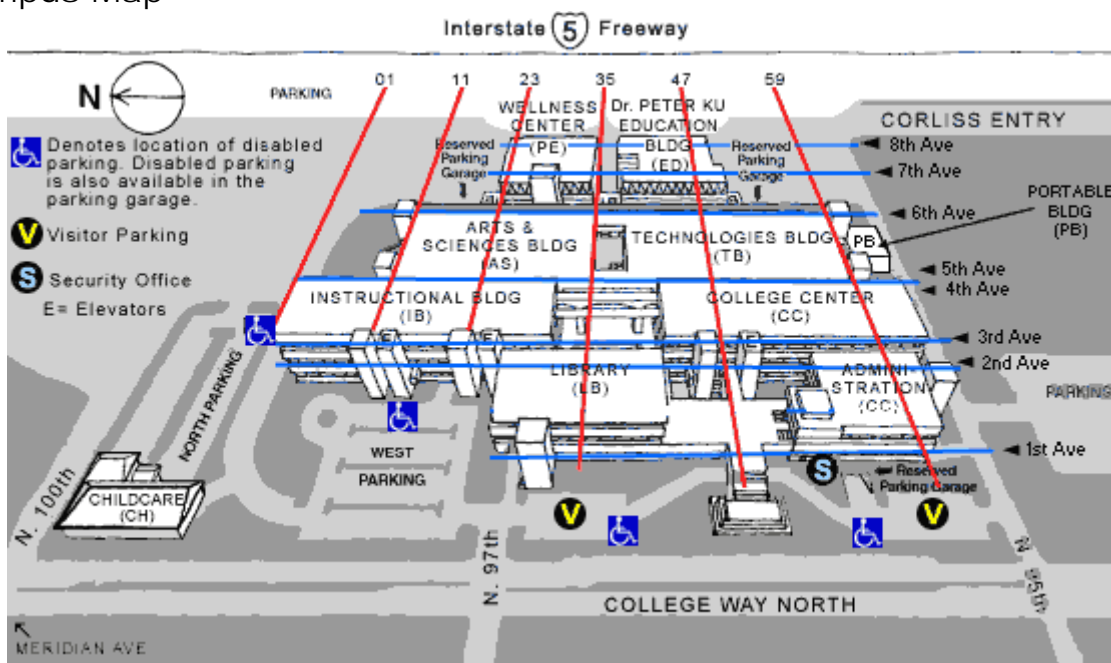 Campus Map
Interstate 5 Freeway
01 11 23 35 47 59
N
PARKING
WELLNESS
CENTER
(PE)
Dr. PETER KU
EDUCATION
BLDG
(ED)
CORLISS ENTRY
Denotes location of disabled
parking. Disabled parking
is also available in the
parking garage.
Reserved
Parking
Garage
Reserved
Parking
Garage
8th Ave
7th Ave
PORTABLE
BLDG
(PB)
6th Ave
V Visitor Parking
ARTS &
SCIENCES BLDG
(AS)
TECHNOLOGIES BLDG
(TB)
PB
S Security Office
E= Elevators
5th Ave
4th Ave
INSTRUCTIONAL BLDG
(IB)
COLLEGE CENTER
(CC)
3rd Ave
2nd Ave
LIBRARY
(LB)
ADMINI-
STRATION
(CC)
PARKING
NORTH PARKING
WEST
PARKING
1st Ave
S
Reserved
Parking Garage
CHILDCARE
(CH)
V
V
N. 100th
N. 97th
N 95th
COLLEGE WAY NORTH
MERIDIAN AVE